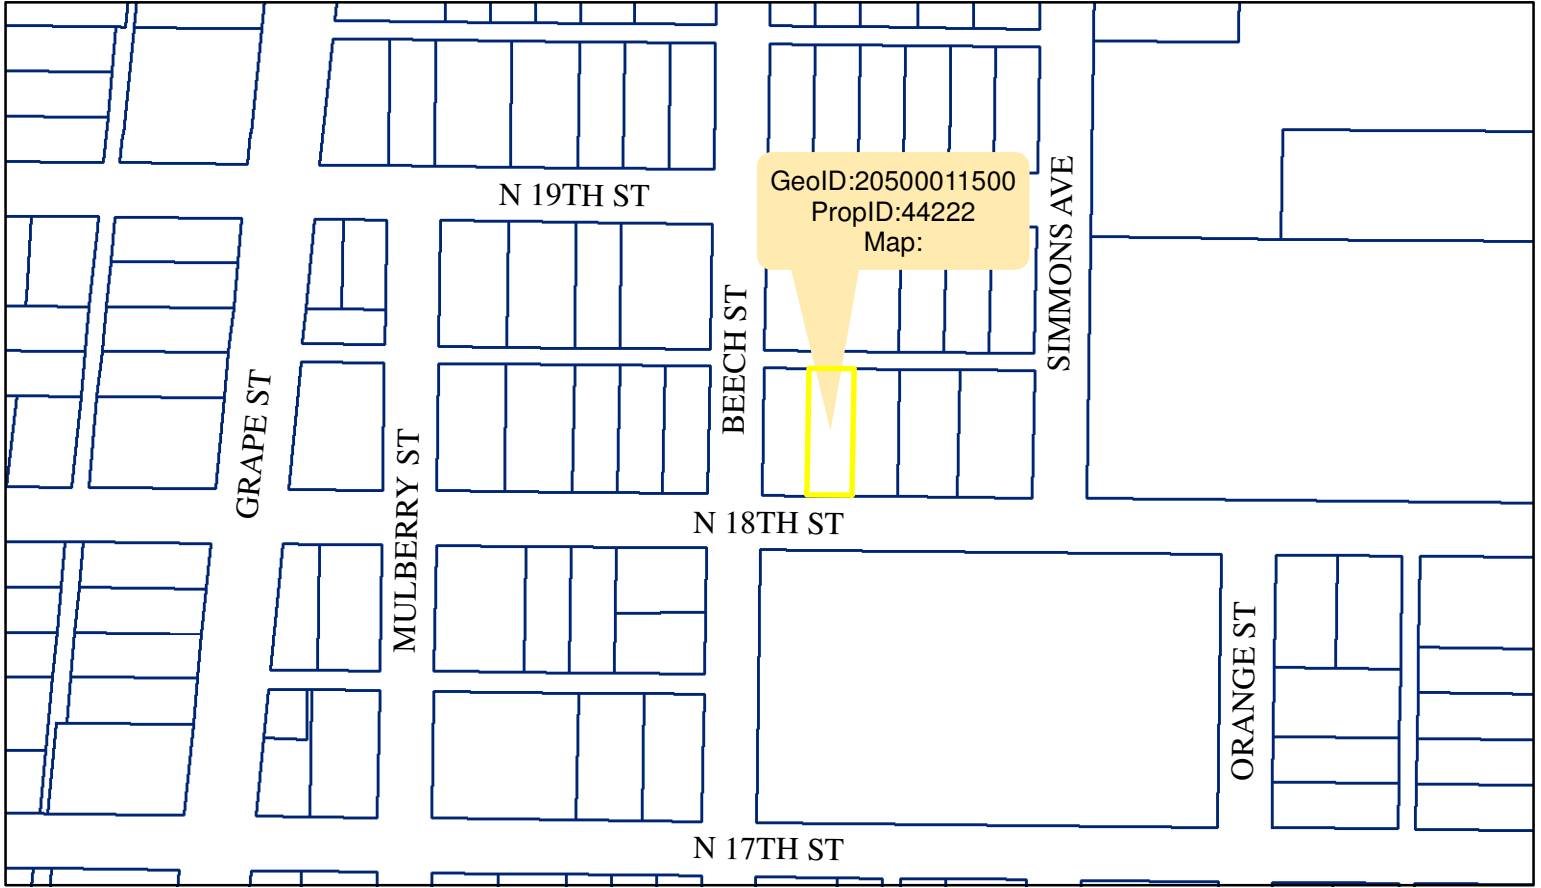 N 19TH ST
GeoID:20500011500
PropID:44222
Map:
SIMMONS AVE
BEECH ST
GRAPE ST
MULBERRY ST
N 18TH ST
ORANGE ST
N 17TH ST